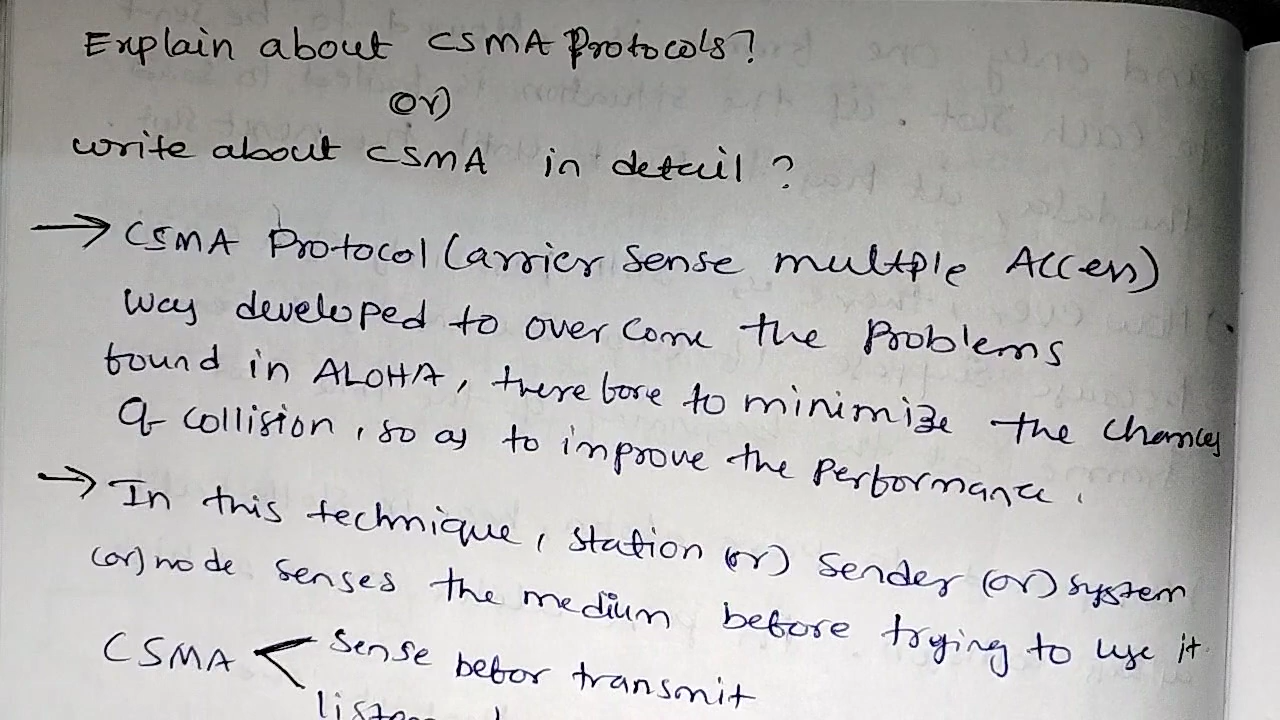 Explain about CSMA Protocols?
or)
write about CSMA in detail?
→ CSMA Protocol (Carrier Sense multple Access)
was developed to over come the Problems
found in ALOHA, there fore to minimize the chances
of collision, so as to improve the performance.
→ In this technique, station (or) Sender (or) system
(or) node senses the medium before trying to use it.
CSMA < Sense befor transmit